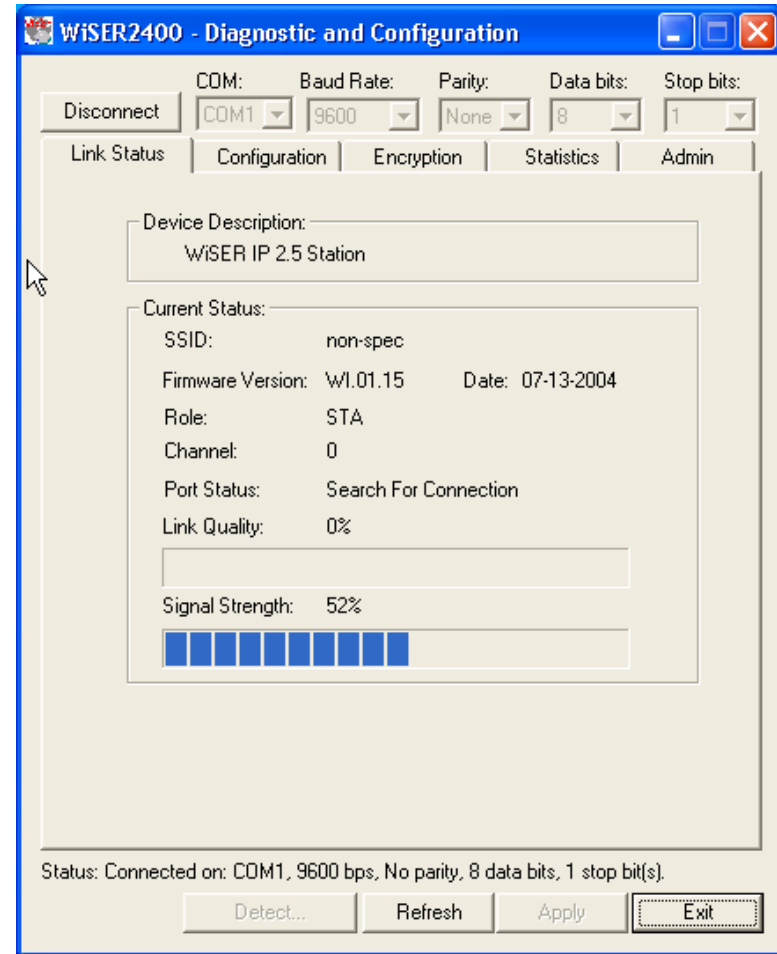 WiSER2400 - Diagnostic and Configuration
COM: Baud Rate: Parity: Data bits: Stop bits:
Disconnect COM1 9600 None 8 1
Link Status Configuration Encryption Statistics Admin
Device Description:
WiSER IP 2.5 Station
Current Status:
SSID: non-spec
Firmware Version: WI.01.15 Date: 07-13-2004
Role: STA
Channel: 0
Port Status: Search For Connection
Link Quality: 0%
Signal Strength: 52%
Status: Connected on: COM1, 9600 bps, No parity, 8 data bits, 1 stop bit(s).
Detect... Refresh Apply Exit